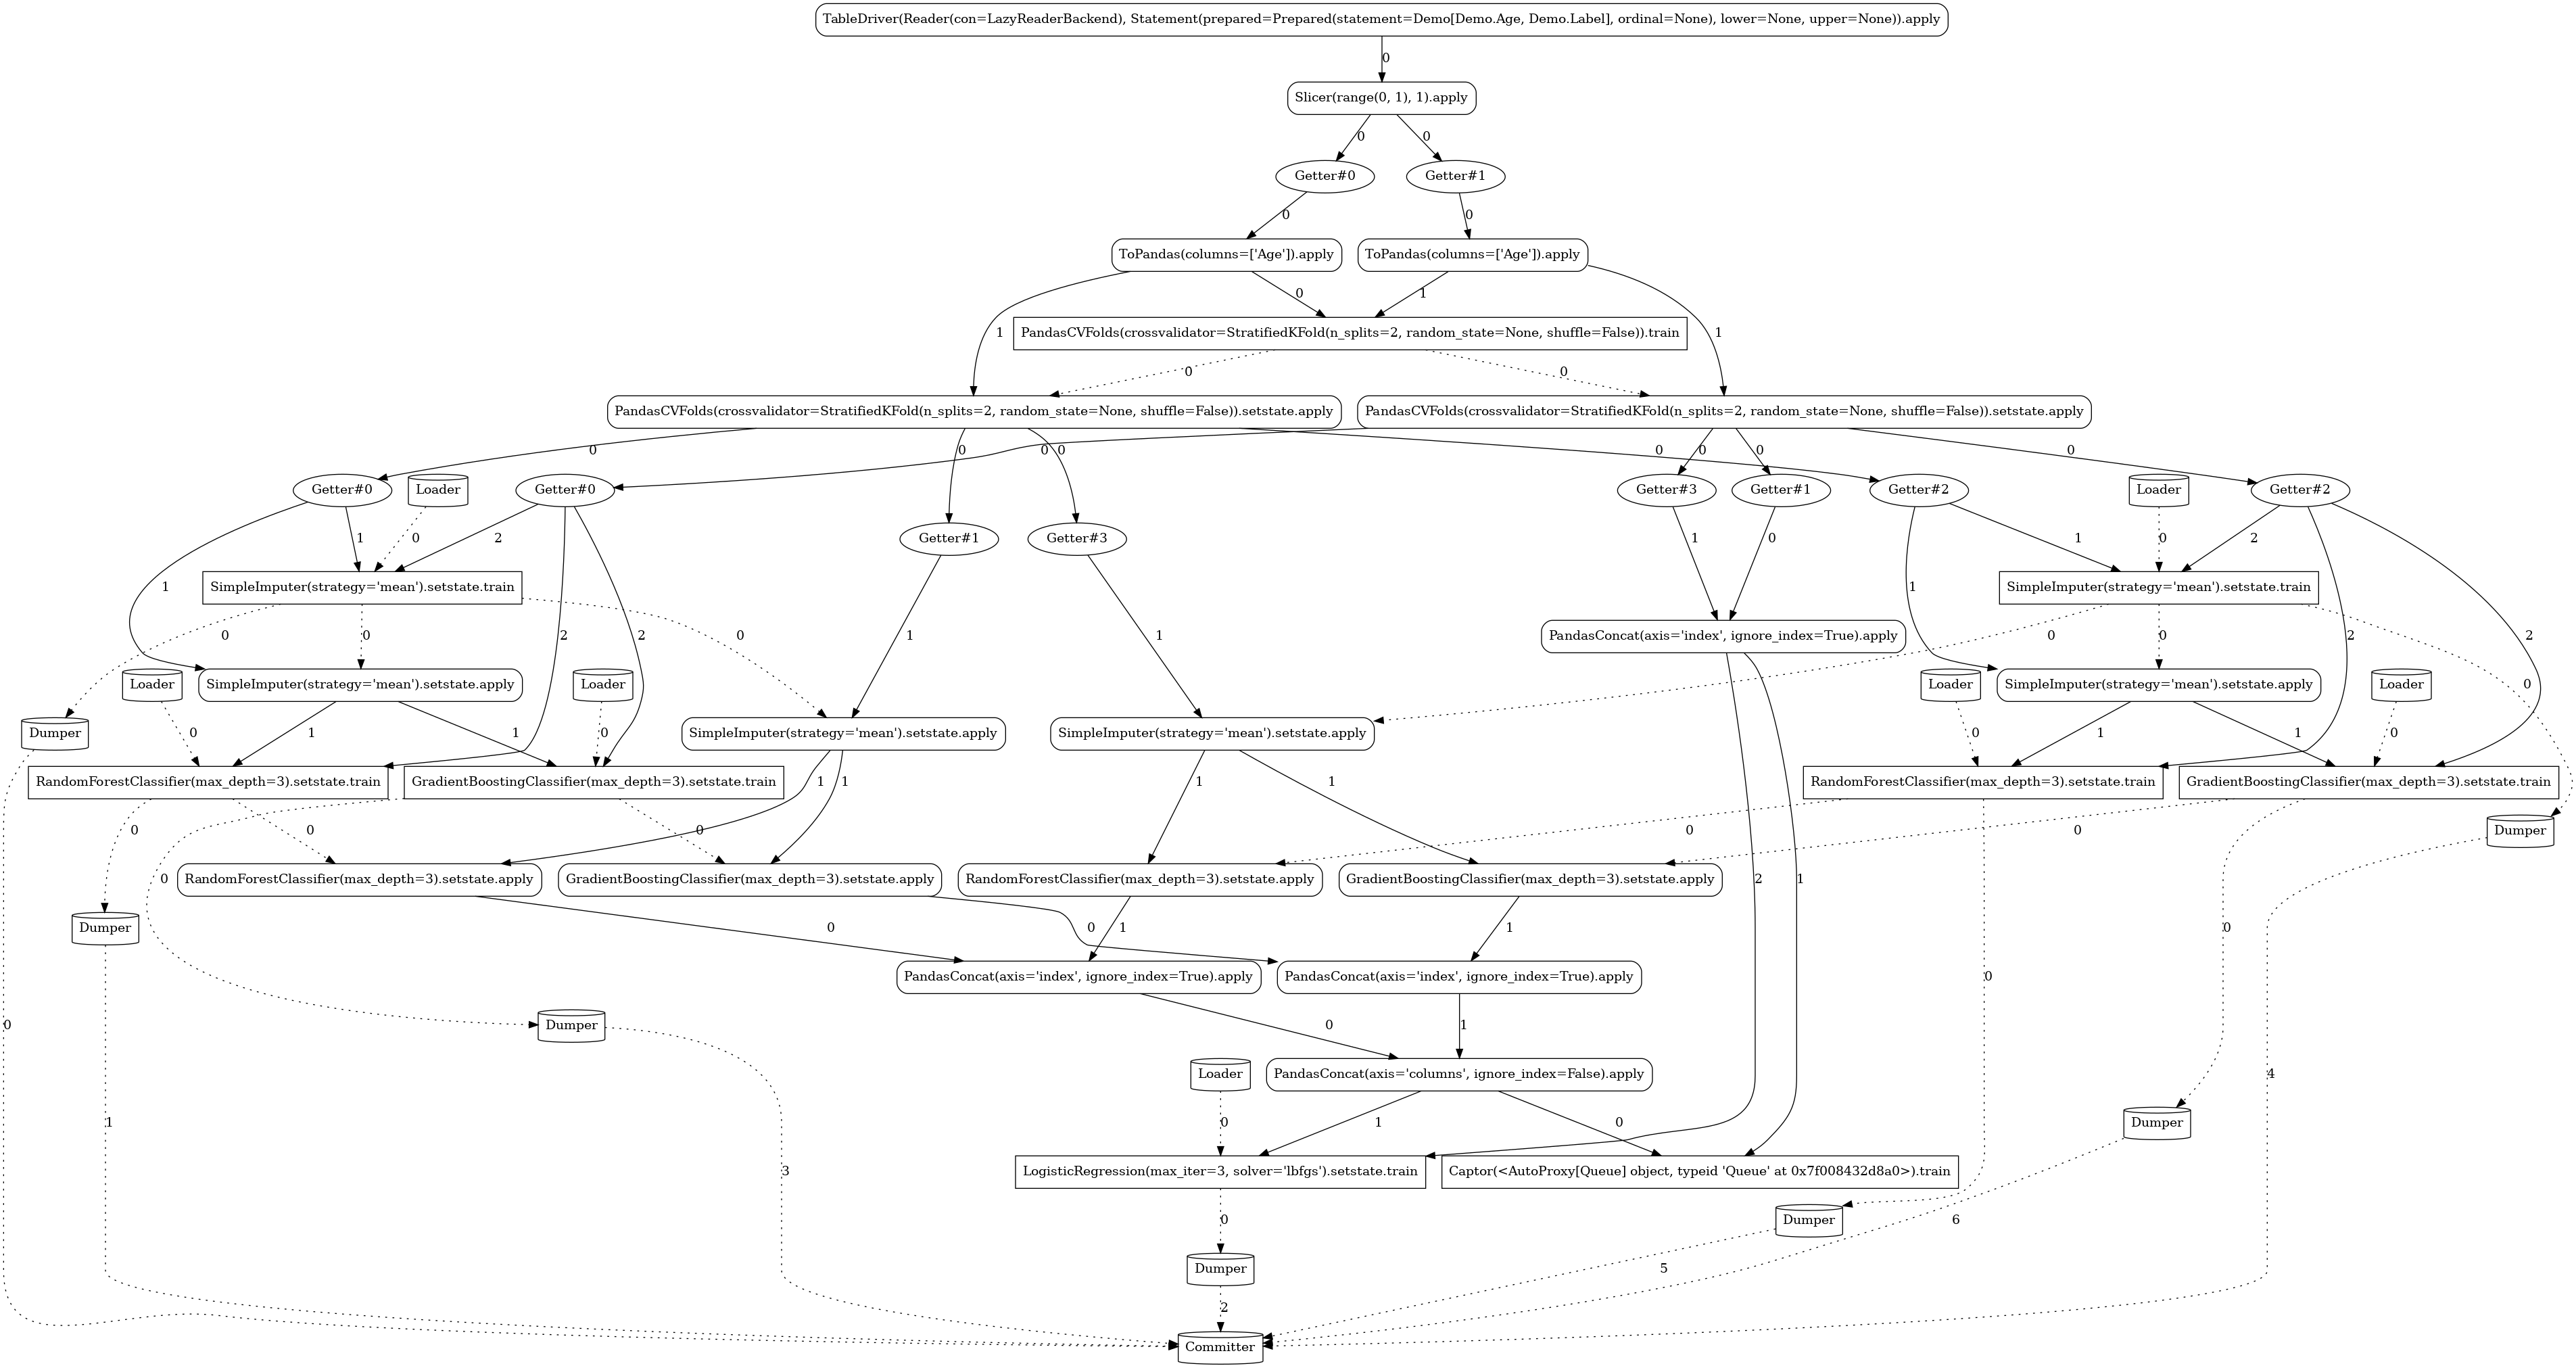 TableDriver(Reader(con=LazyReaderBackend), Statement(prepared=Prepared(statement=Demo[Demo.Age, Demo.Label], ordinal=None), lower=None, upper=None)).apply
0
Slicer(range(0, 1), 1).apply
0
0
Getter#0
Getter#1
0
0
ToPandas(columns=['Age']).apply
ToPandas(columns=['Age']).apply
0
1
1
PandasCVFolds(crossvalidator=StratifiedKFold(n_splits=2, random_state=None, shuffle=False)).train
1
0
0
PandasCVFolds(crossvalidator=StratifiedKFold(n_splits=2, random_state=None, shuffle=False)).setstate.apply
PandasCVFolds(crossvalidator=StratifiedKFold(n_splits=2, random_state=None, shuffle=False)).setstate.apply
0
0
0
0
0
0
0
0
Getter#0
Loader
Getter#0
Getter#3
Getter#1
Getter#2
Loader
Getter#2
1
0
2
Getter#1
Getter#3
1
0
1
0
2
1
SimpleImputer(strategy='mean').setstate.train
SimpleImputer(strategy='mean').setstate.train
1
0
0
2
2
0
1
1
PandasConcat(axis='index', ignore_index=True).apply
0
0
2
2
Loader
SimpleImputer(strategy='mean').setstate.apply
Loader
Loader
SimpleImputer(strategy='mean').setstate.apply
Loader
0
Dumper
0
1
1
0
SimpleImputer(strategy='mean').setstate.apply
SimpleImputer(strategy='mean').setstate.apply
0
1
1
0
RandomForestClassifier(max_depth=3).setstate.train
GradientBoostingClassifier(max_depth=3).setstate.train
1
1
1
1
RandomForestClassifier(max_depth=3).setstate.train
GradientBoostingClassifier(max_depth=3).setstate.train
0
0
0
0
0
Dumper
0
RandomForestClassifier(max_depth=3).setstate.apply
GradientBoostingClassifier(max_depth=3).setstate.apply
RandomForestClassifier(max_depth=3).setstate.apply
GradientBoostingClassifier(max_depth=3).setstate.apply
2
1
Dumper
0
0
1
1
0
PandasConcat(axis='index', ignore_index=True).apply
PandasConcat(axis='index', ignore_index=True).apply
0
0
Dumper
0
1
Loader
PandasConcat(axis='columns', ignore_index=False).apply
4
1
0
1
0
Dumper
3
LogisticRegression(max_iter=3, solver='lbfgs').setstate.train
Captor(<AutoProxy[Queue] object, typeid 'Queue' at 0x7f008432d8a0>).train
0
Dumper
6
Dumper
5
2
Committer